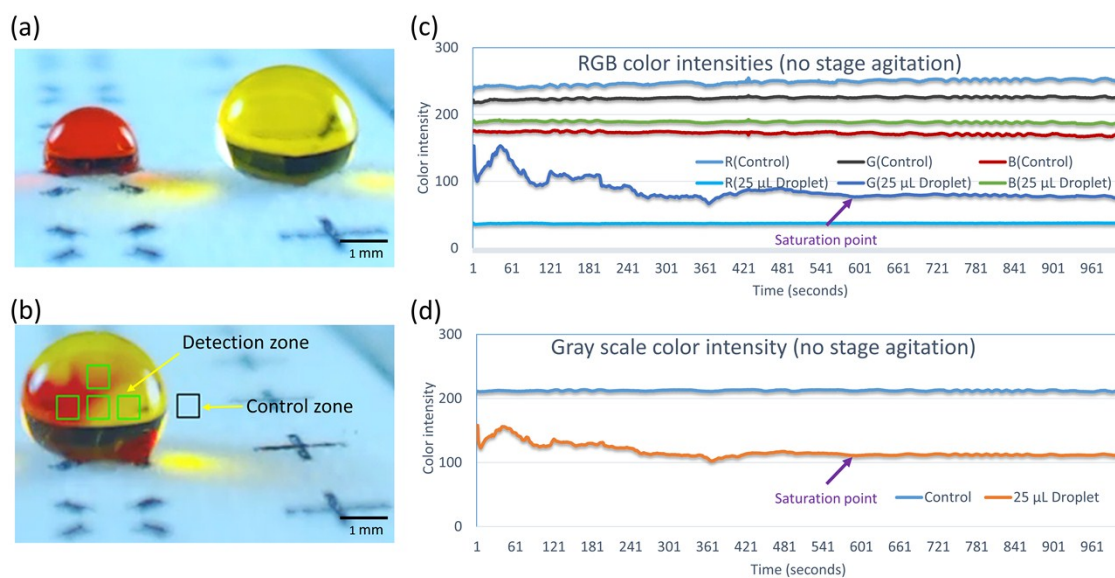 (a)
1 mm
(b)
Detection zone
Control zone
1 mm
(c)
RGB color intensities (no stage agitation)
Color intensity
300
200
100
0
R(Control)
G(Control)
B(Control)
R(25 µL Droplet)
G(25 µL Droplet)
B(25 µL Droplet)
Saturation point
1 61 121 181 241 301 361 421 481 541 601 661 721 781 841 901 961
Time (seconds)
(d)
Gray scale color intensity (no stage agitation)
Color intensity
300
200
100
0
Saturation point
Control
25 µL Droplet
1 61 121 181 241 301 361 421 481 541 601 661 721 781 841 901 961
Time (seconds)